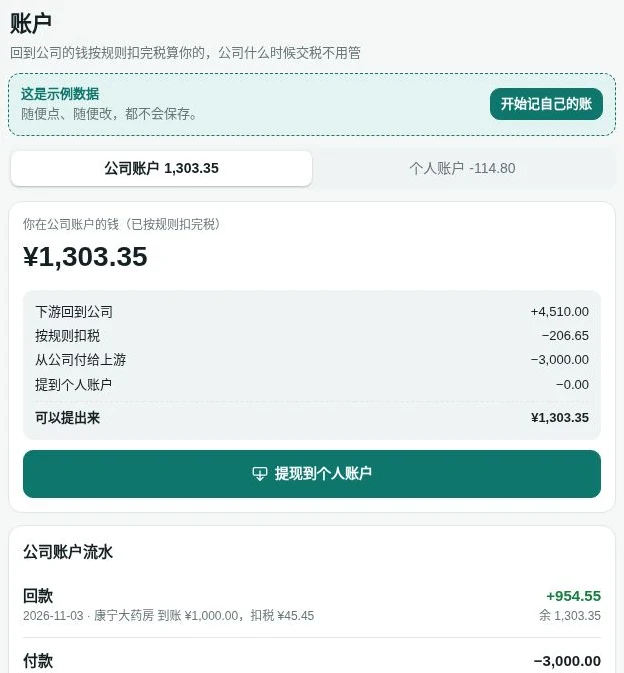 账户
回到公司的钱按规则扣完税算你的，公司什么时候交税不用管
这是示例数据
随便点、随便改，都不会保存。
开始记自己的账
公司账户 1,303.35
个人账户 -114.80
你在公司账户的钱（已按规则扣完税）
¥1,303.35
下游回到公司 +4,510.00
按规则扣税 −206.65
从公司付给上游 −3,000.00
提到个人账户 −0.00
可以提出来 ¥1,303.35
提现到个人账户
公司账户流水
回款 +954.55
2026-11-03 · 康宁大药房 到账 ¥1,000.00，扣税 ¥45.45 余 1,303.35
付款 −3,000.00